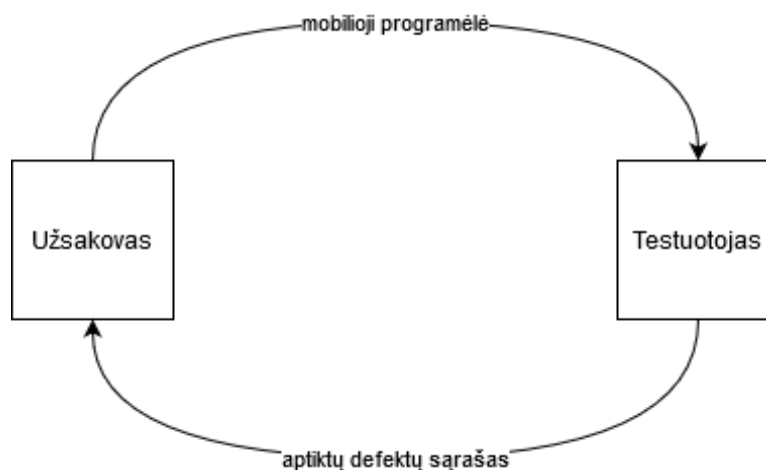 mobilioji programėlė
Užsakovas
Testuotojas
aptiktų defektų sąrašas